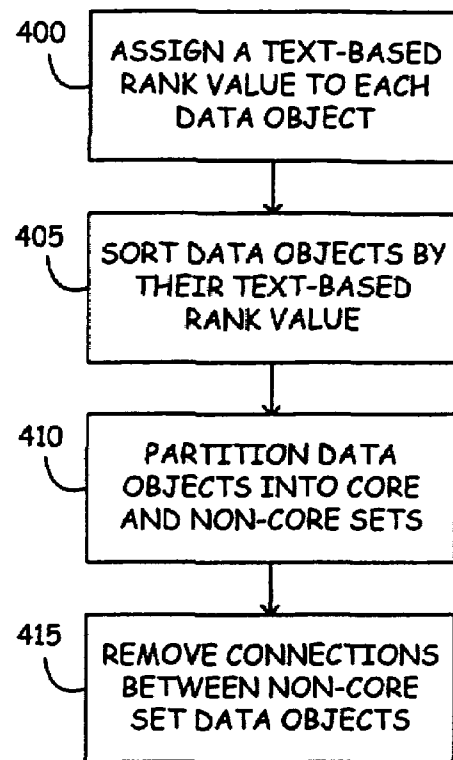 400
ASSIGN A TEXT-BASED
RANK VALUE TO EACH
DATA OBJECT
405
SORT DATA OBJECTS BY
THEIR TEXT-BASED
RANK VALUE
410
PARTITION DATA
OBJECTS INTO CORE
AND NON-CORE SETS
415
REMOVE CONNECTIONS
BETWEEN NON-CORE
SET DATA OBJECTS